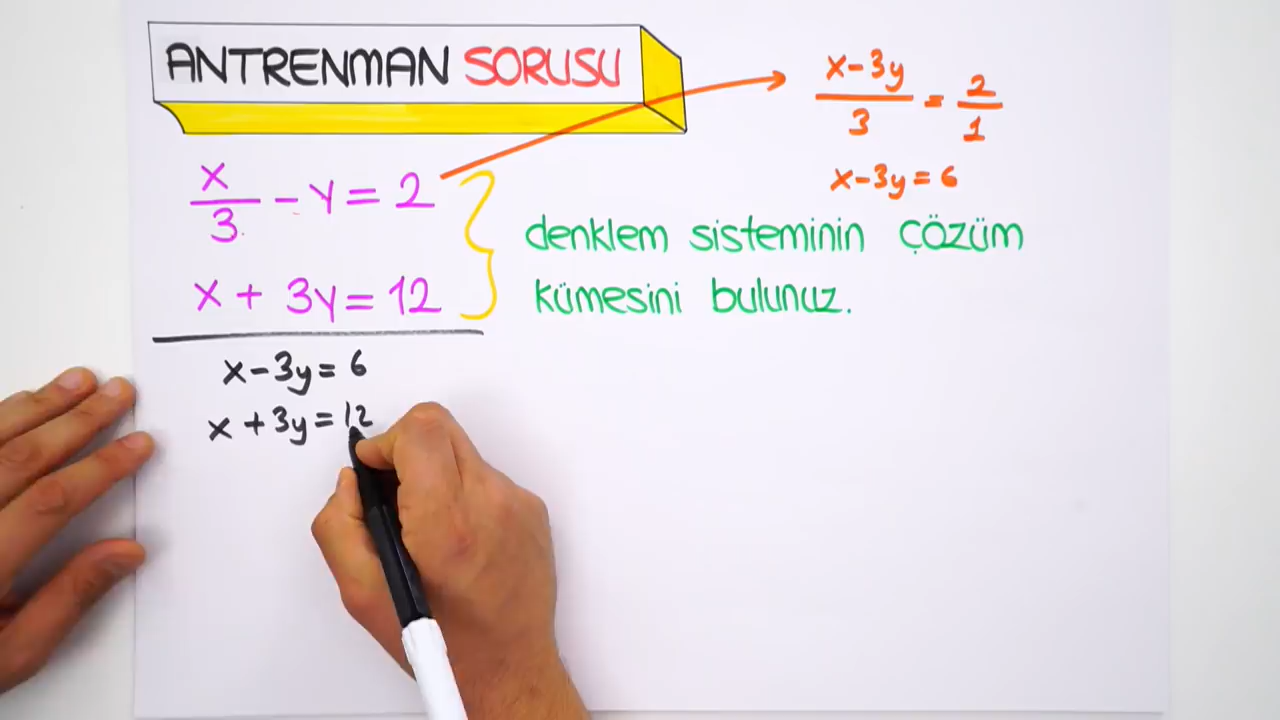 ANTRENMAN SORUSU
x/3 - y = 2
x + 3y = 12
denklem sisteminin çözüm
kümesini bulunuz.
x-3y/3 = 2/1
x-3y = 6
x-3y = 6
x+3y = 12